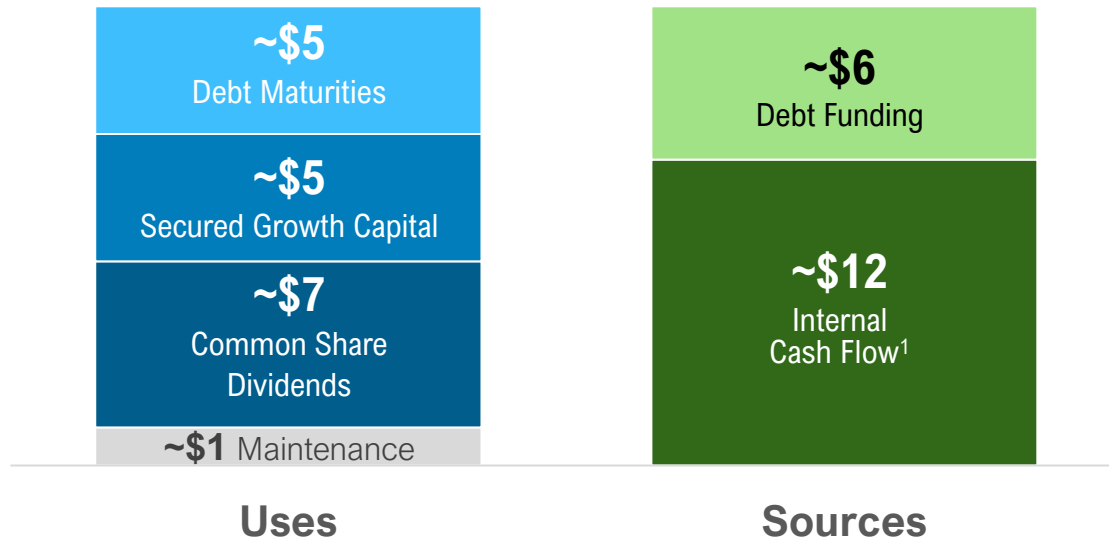 ~$5
Debt Maturities
~$5
Secured Growth Capital
~$7
Common Share
Dividends
~$1 Maintenance
Uses
~$6
Debt Funding
~$12
Internal
Cash Flow¹
Sources